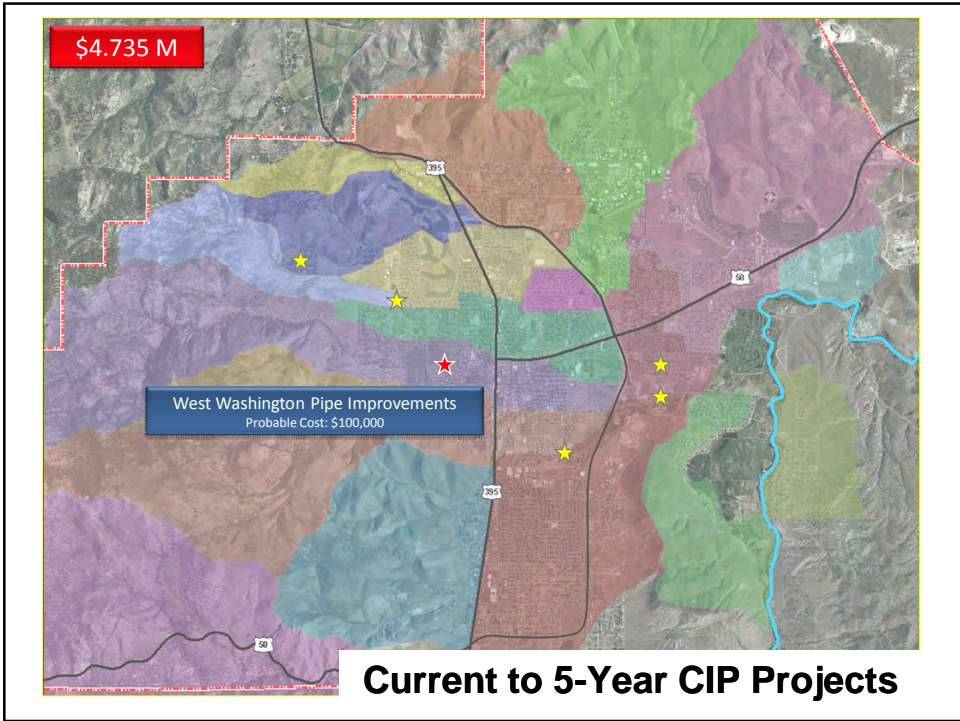 $4.735 M
395
50
West Washington Pipe Improvements
Probable Cost: $100,000
395
50
Current to 5-Year CIP Projects